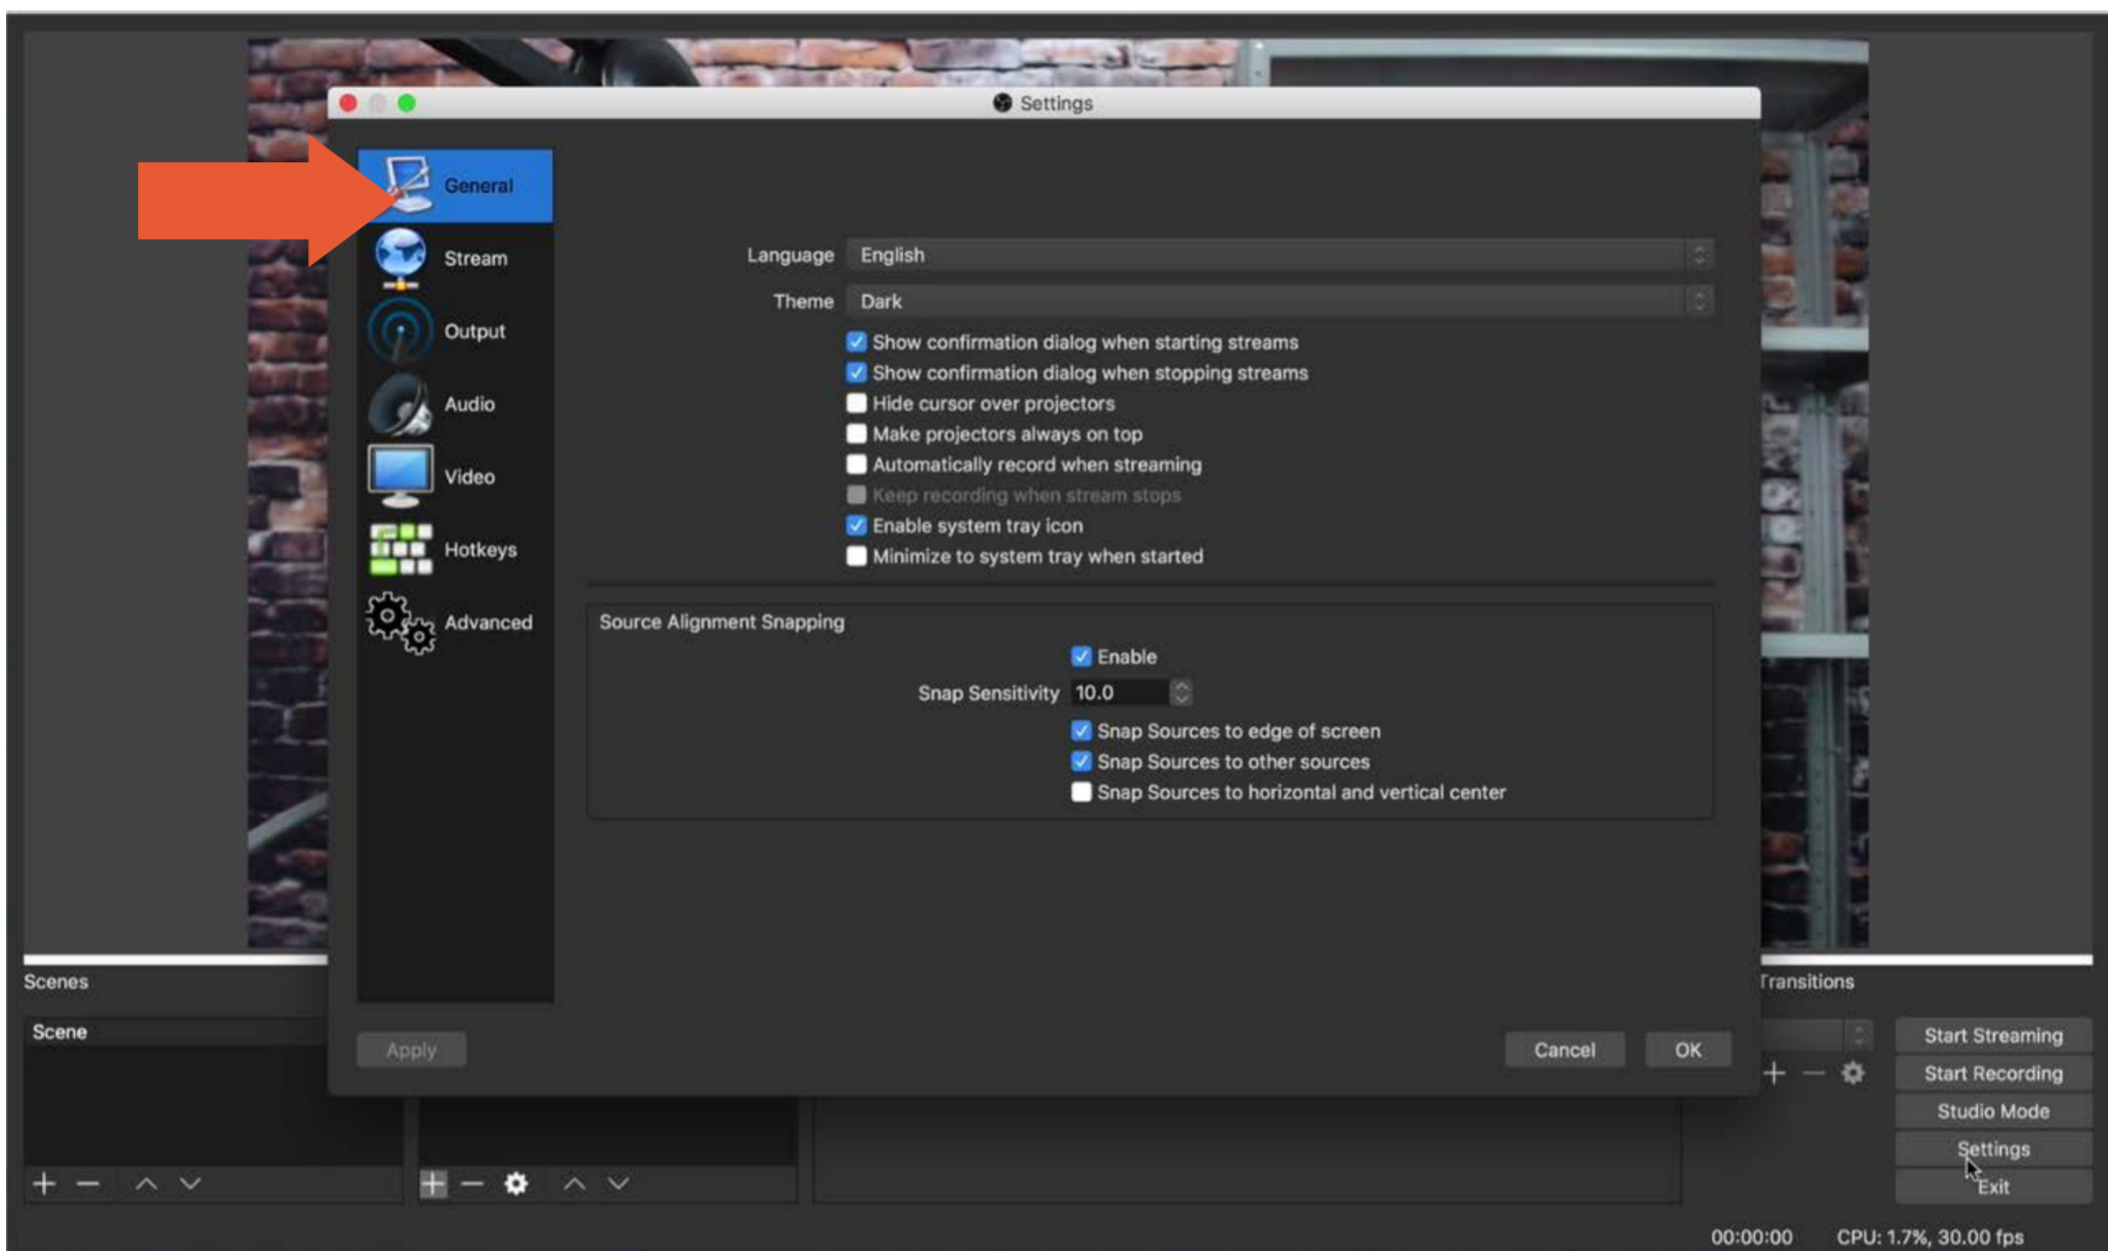 Settings
General
Stream
Output
Audio
Video
Hotkeys
Advanced
Language English
Theme Dark
Show confirmation dialog when starting streams
Show confirmation dialog when stopping streams
Hide cursor over projectors
Make projectors always on top
Automatically record when streaming
Keep recording when stream stops
Enable system tray icon
Minimize to system tray when started
Source Alignment Snapping
Enable
Snap Sensitivity 10.0
Snap Sources to edge of screen
Snap Sources to other sources
Snap Sources to horizontal and vertical center
Apply Cancel OK
Scenes
Scene
Transitions
Start Streaming
Start Recording
Studio Mode
Settings
Exit
00:00:00 CPU: 1.7%, 30.00 fps